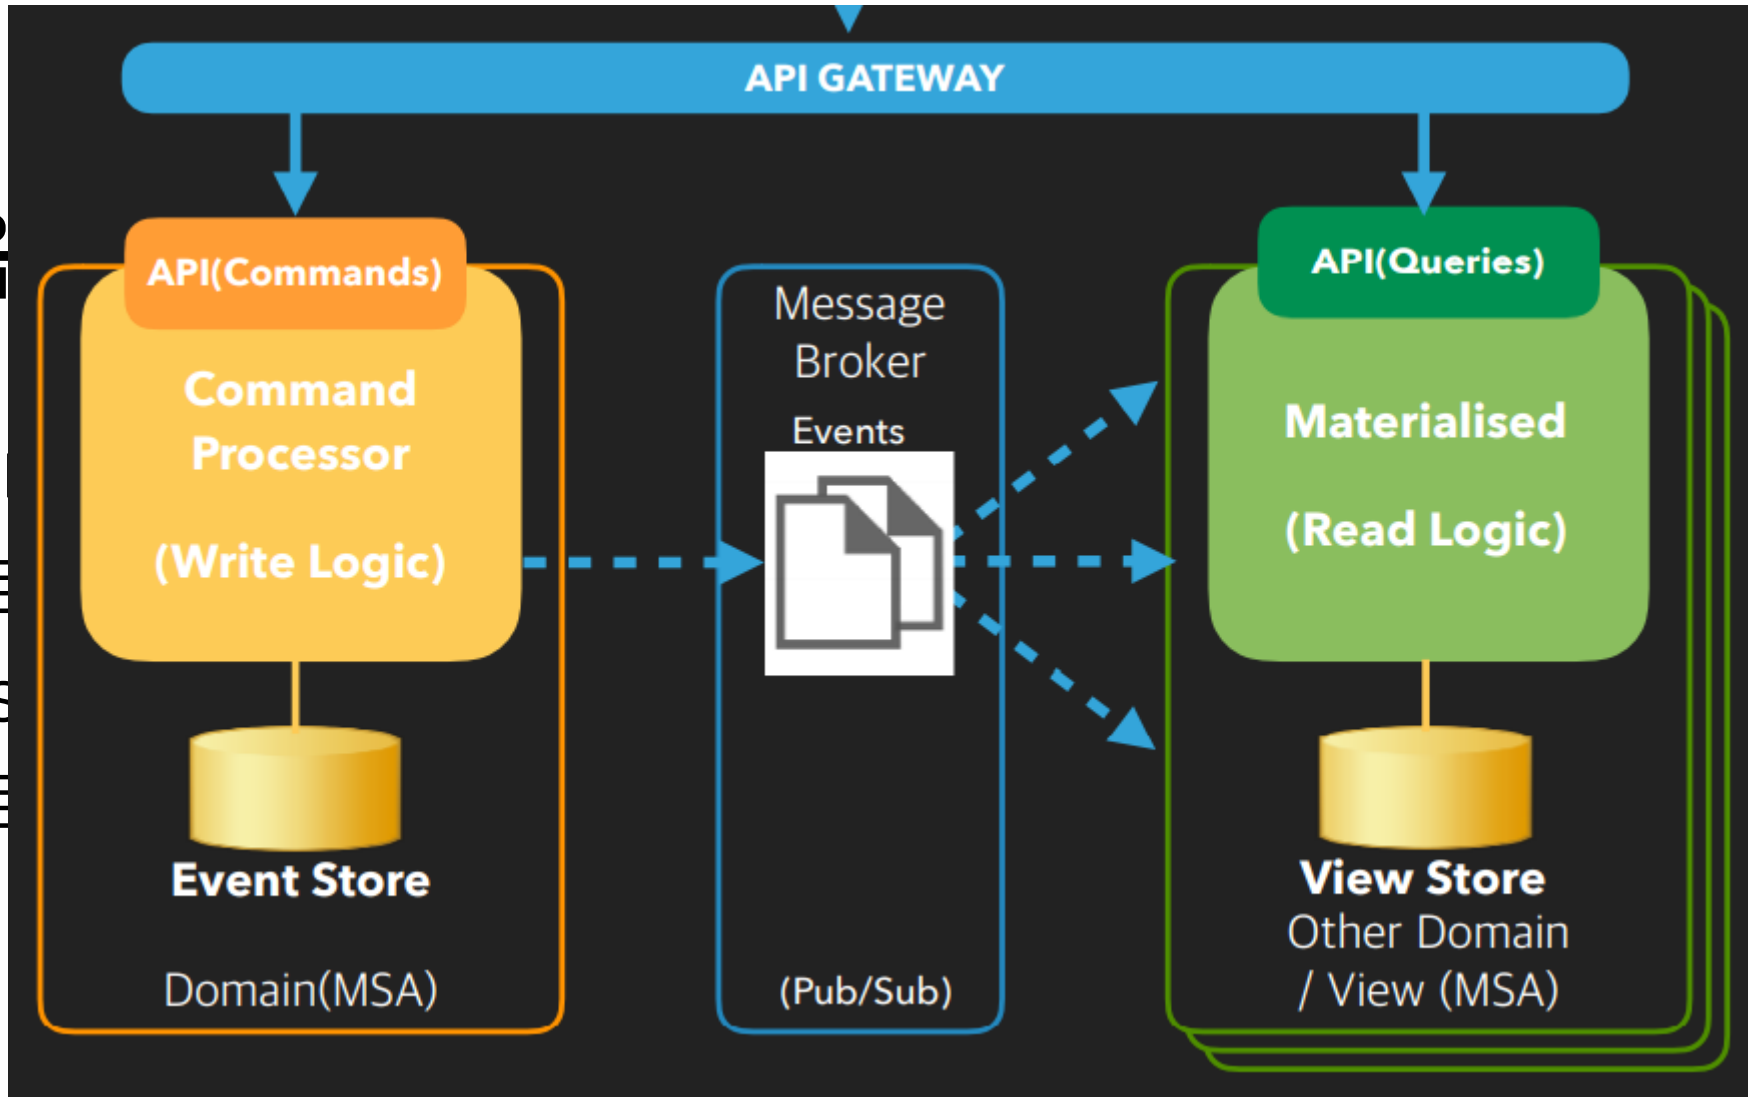 API GATEWAY
API(Commands)
Command
Processor
(Write Logic)
Event Store
Domain(MSA)
Message
Broker
Events
(Pub/Sub)
API(Queries)
Materialised
(Read Logic)
View Store
Other Domain
/ View (MSA)